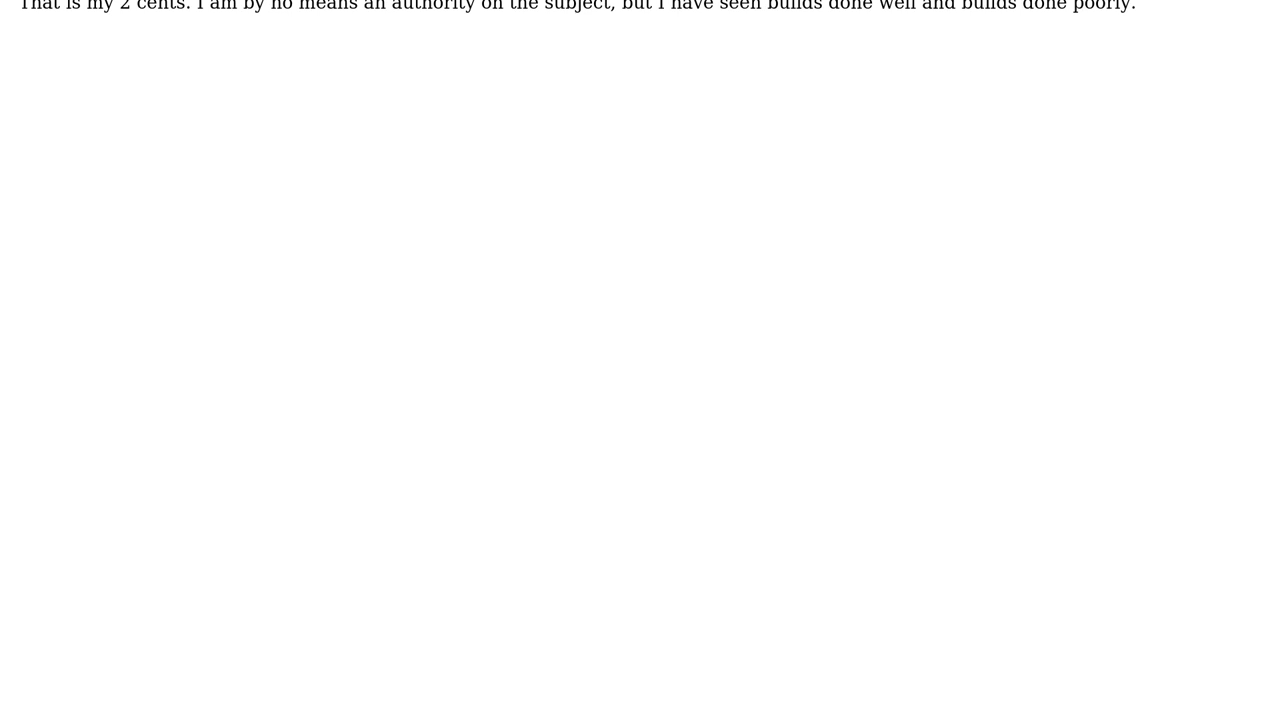 That is my 2 cents. I am by no means an authority on the subject, but I have seen builds done well and builds done poorly.